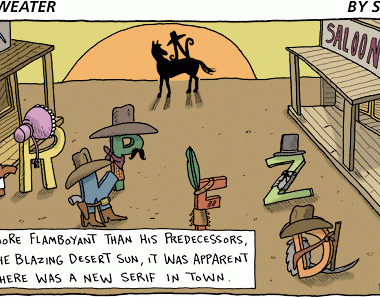 WEATER
BY S
SALOON
N
R
P
K
F
Z
D
ORE FLAMBOYANT THAN HIS PREDECESSORS,
HE BLAZING DESERT SUN, IT WAS APPARENT
HERE WAS A NEW SERIF IN TOWN.